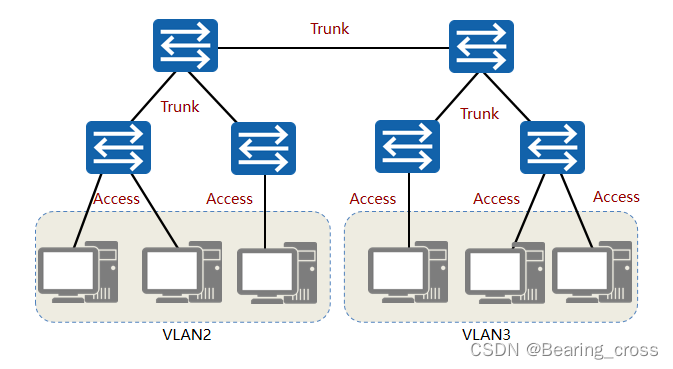 Trunk
Trunk
Trunk
Access
Access
Access
Access
Access
VLAN2
VLAN3
CSDN @Bearing_cross